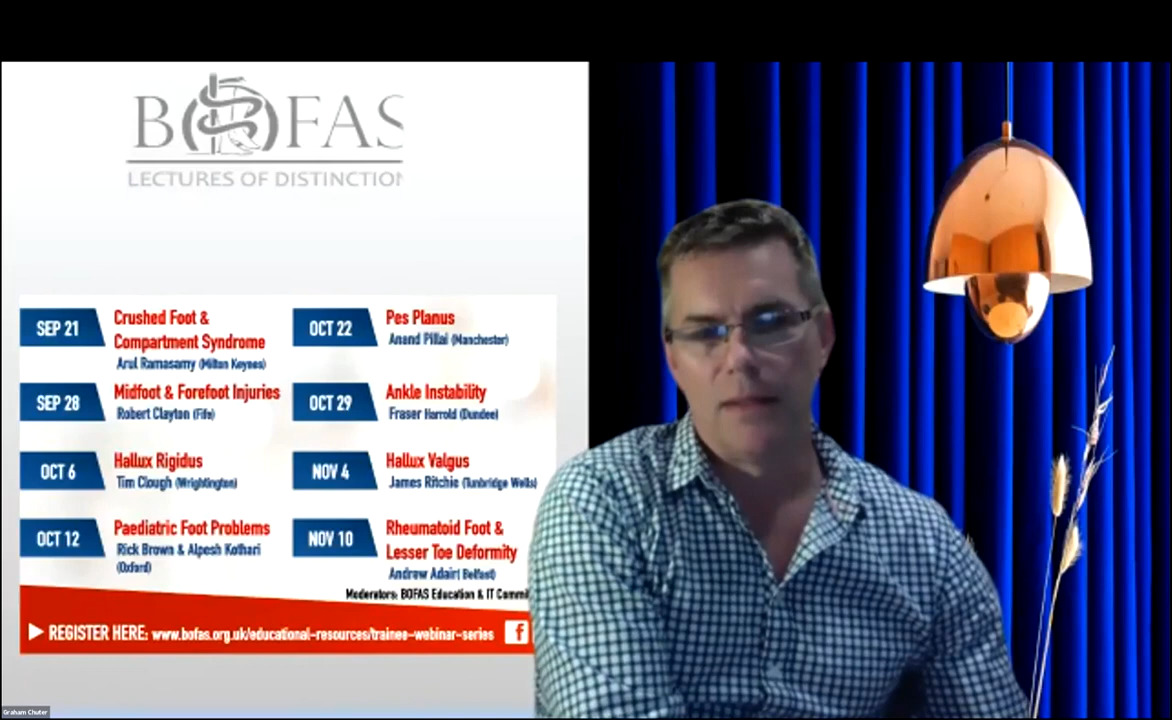 BOFAS
LECTURES OF DISTINCTION
SEP 21
Crushed Foot &
Compartment Syndrome
Arul Ramasamy (Milton Keynes)
SEP 28
Midfoot & Forefoot Injuries
Robert Clayton (Fife)
OCT 6
Hallux Rigidus
Tim Clough (Wrightington)
OCT 12
Paediatric Foot Problems
Rick Brown & Alpesh Kothari
(Oxford)
OCT 22
Pes Planus
Anand Pillai (Manchester)
OCT 29
Ankle Instability
Fraser Harrold (Dundee)
NOV 4
Hallux Valgus
James Ritchie (Tunbridge Wells)
NOV 10
Rheumatoid Foot &
Lesser Toe Deformity
Andrew Adair( Belfast)
Moderators: BOFAS Education & IT Commi
REGISTER HERE: www.bofas.org.uk/educational-resources/trainee-webinar-series
f
Graham Chuter